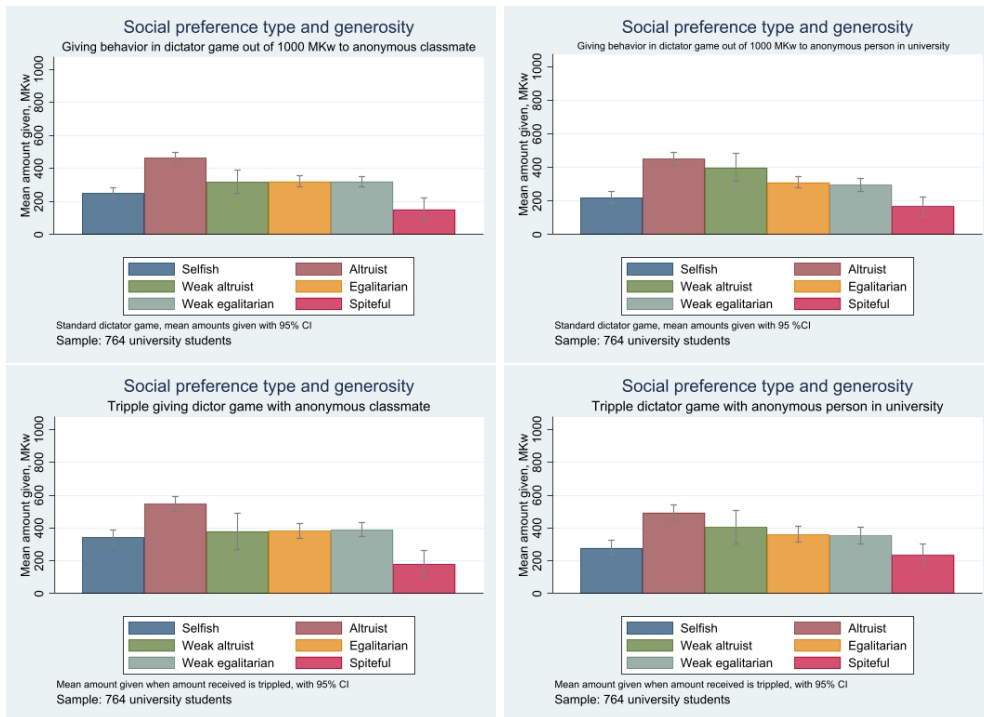 Social preference type and generosity
Giving behavior in dictator game out of 1000 MKw to anonymous classmate
Mean amount given, MKw
1000
800
600
400
200
0
Selfish
Altruist
Weak altruist
Egalitarian
Weak egalitarian
Spiteful
Standard dictator game, mean amounts given with 95% CI
Sample: 764 university students
Social preference type and generosity
Giving behavior in dictator game out of 1000 MKw to anonymous person in university
Mean amount given, MKw
1000
800
600
400
200
0
Selfish
Altruist
Weak altruist
Egalitarian
Weak egalitarian
Spiteful
Standard dictator game, mean amounts given with 95 %CI
Sample: 764 university students
Social preference type and generosity
Tripple giving dictor game with anonymous classmate
Mean amount given, MKw
1000
800
600
400
200
0
Selfish
Altruist
Weak altruist
Egalitarian
Weak egalitarian
Spiteful
Mean amount given when amount received is trippled, with 95% CI
Sample: 764 university students
Social preference type and generosity
Tripple dictator game with anonymous person in university
Mean amount given, MKw
1000
800
600
400
200
0
Selfish
Altruist
Weak altruist
Egalitarian
Weak egalitarian
Spiteful
Mean amount given when amount received is trippled, with 95% CI
Sample: 764 university students